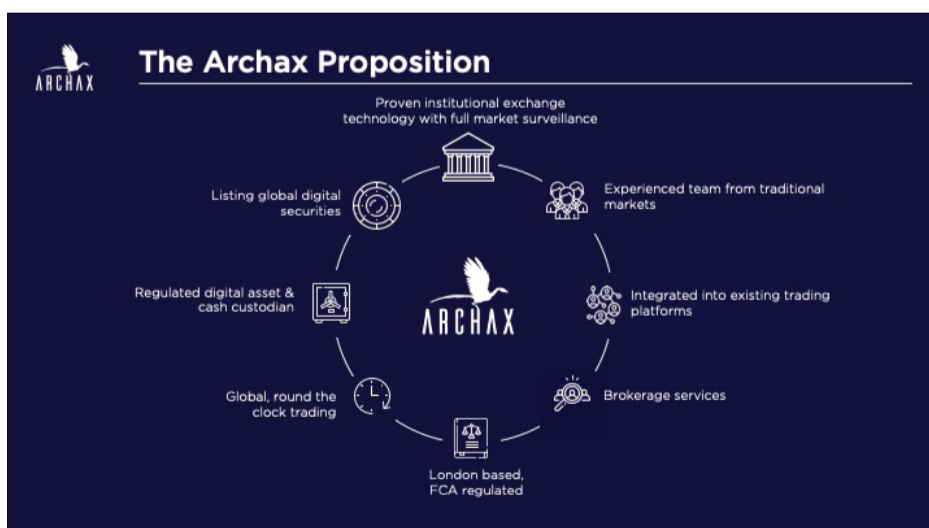 ARCHAX
The Archax Proposition
Proven institutional exchange
technology with full market surveillance
Experienced team from traditional
markets
Integrated into existing trading
platforms
Brokerage services
London based,
FCA regulated
Global, round the
clock trading
Regulated digital asset &
cash custodian
Listing global digital
securities
ARCHAX